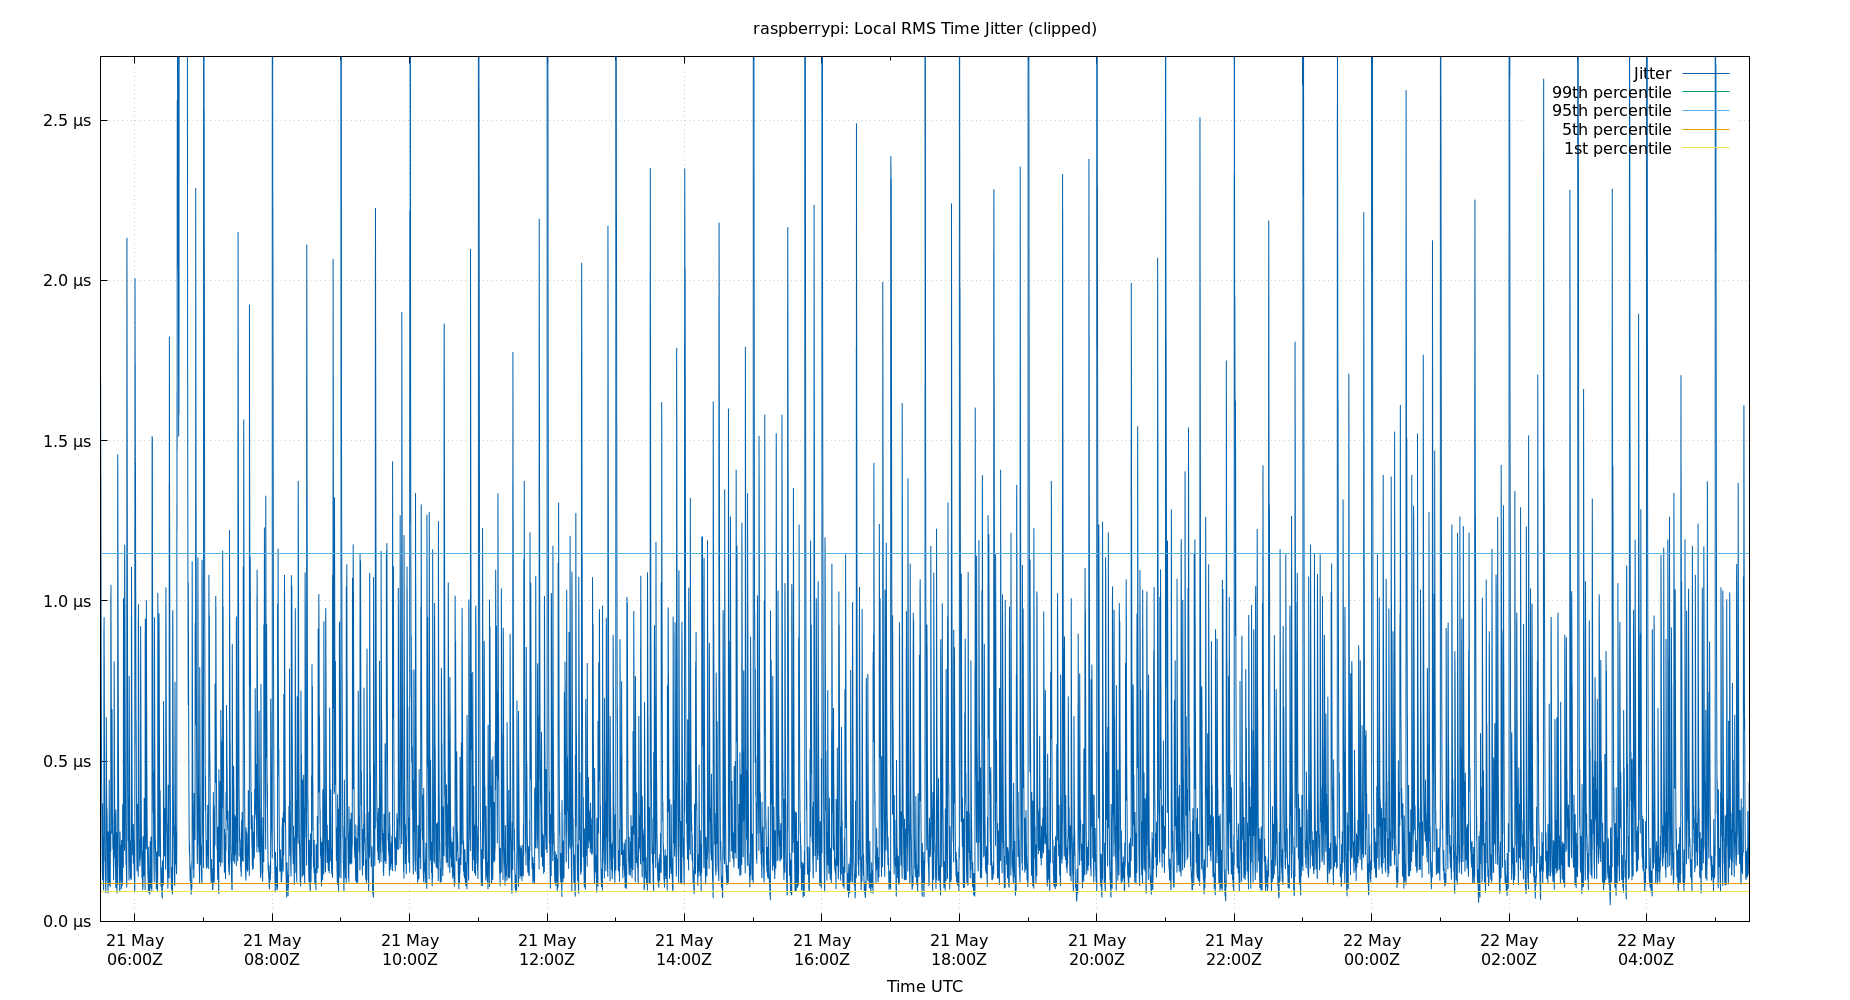 raspberrypi: Local RMS Time Jitter (clipped)
Jitter
99th percentile
95th percentile
5th percentile
1st percentile
2.5 µs
2.0 µs
1.5 µs
1.0 µs
0.5 µs
0.0 µs
21 May 21 May 21 May 21 May 21 May 21 May 21 May 21 May 21 May 22 May 22 May 22 May
06:00Z 08:00Z 10:00Z 12:00Z 14:00Z 16:00Z 18:00Z 20:00Z 22:00Z 00:00Z 02:00Z 04:00Z
Time UTC